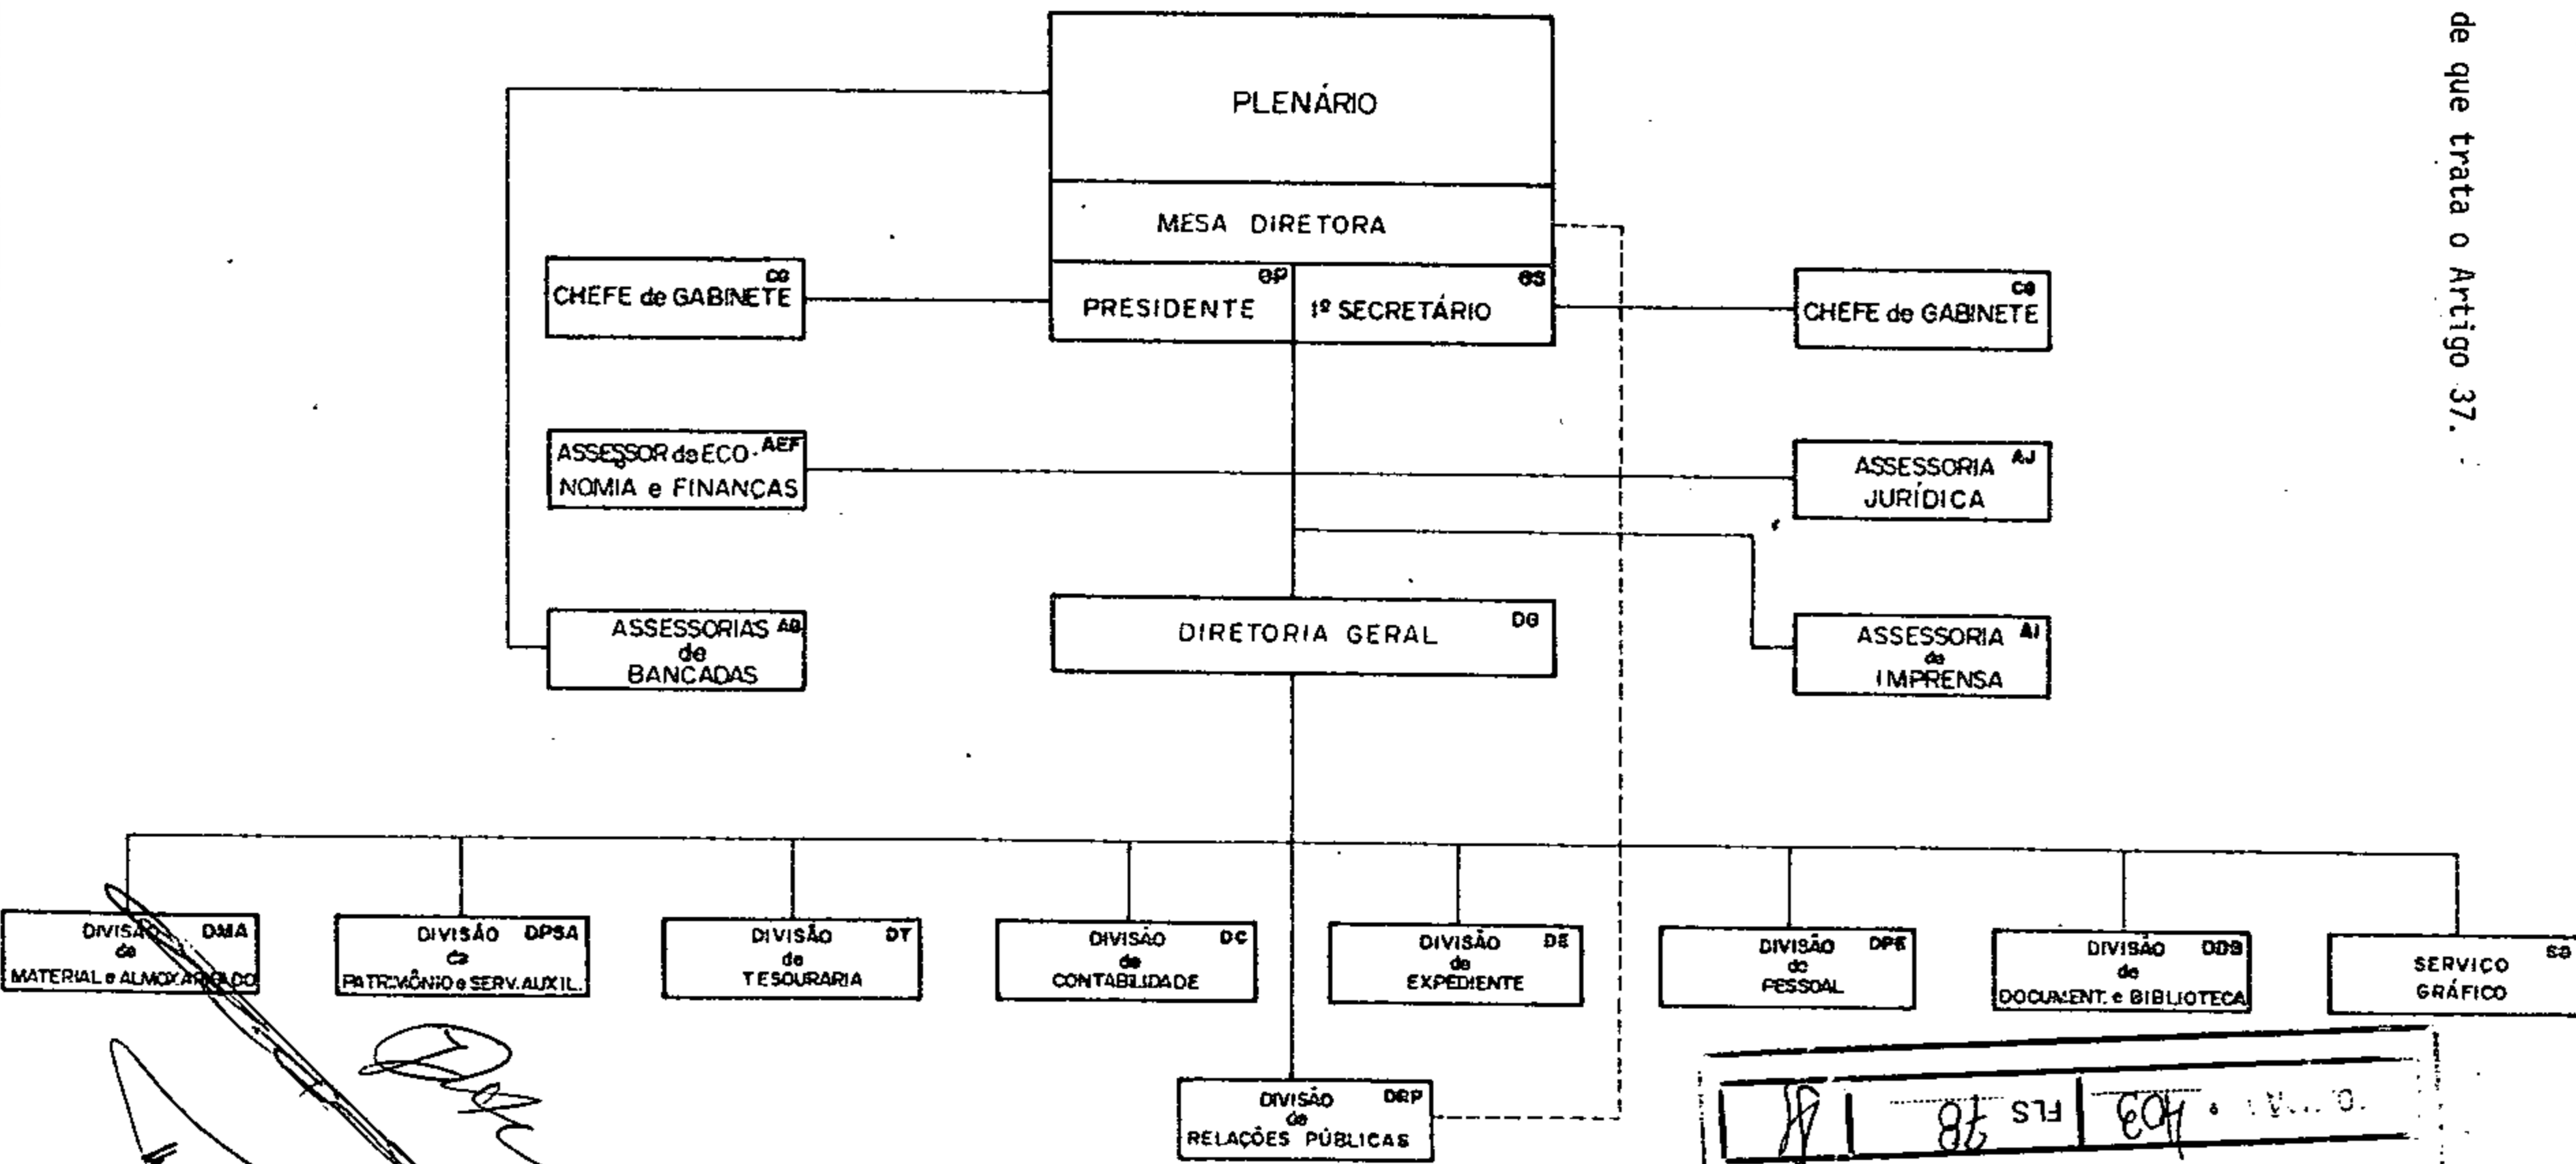 de que trata o Artigo 37.
PLENÁRIO
MESA DIRETORA
PRESIDENTE GP
1º SECRETÁRIO GS
CHEFE de GABINETE CG
CHEFE de GABINETE CG
ASSESSOR de ECO- AEF
NOMIA e FINANÇAS
ASSESSORIA AJ
JURÍDICA
ASSESSORIAS AB
de
BANCADAS
DIRETORIA GERAL DG
ASSESSORIA AI
de
IMPRENSA
DIVISÃO DMA
de
MATERIAL e ALMOXARIFADO
DIVISÃO DPSA
de
PATRIMÔNIO e SERV. AUXIL.
DIVISÃO DT
de
TESOURARIA
DIVISÃO DC
de
CONTABILIDADE
DIVISÃO DE
de
EXPEDIENTE
DIVISÃO DPE
de
PESSOAL
DIVISÃO DDB
de
DOCUMENT. e BIBLIOTECA
SERVIÇO SG
GRÁFICO
DIVISÃO DRP
de
RELAÇÕES PÚBLICAS
403 FLS 78